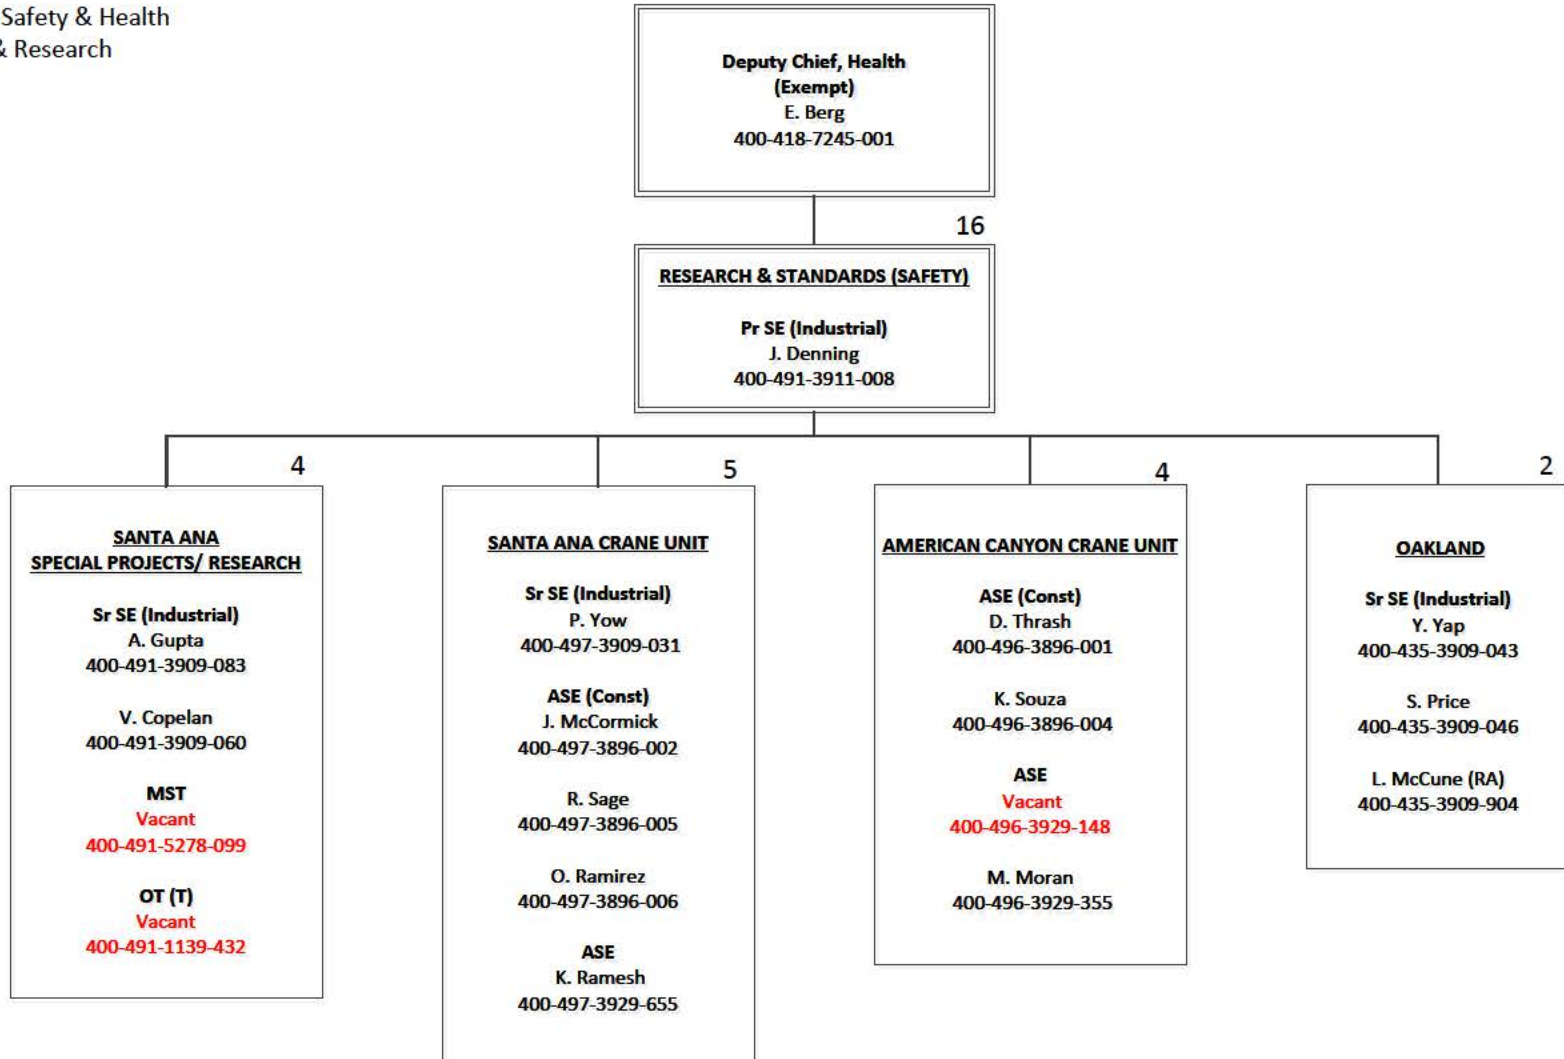 Safety & Health
& Research
Deputy Chief, Health
(Exempt)
E. Berg
400-418-7245-001
16
RESEARCH & STANDARDS (SAFETY)
Pr SE (Industrial)
J. Denning
400-491-3911-008
4
SANTA ANA
SPECIAL PROJECTS/ RESEARCH
Sr SE (Industrial)
A. Gupta
400-491-3909-083
V. Copelan
400-491-3909-060
MST
Vacant
400-491-5278-099
OT (T)
Vacant
400-491-1139-432
5
SANTA ANA CRANE UNIT
Sr SE (Industrial)
P. Yow
400-497-3909-031
ASE (Const)
J. McCormick
400-497-3896-002
R. Sage
400-497-3896-005
O. Ramirez
400-497-3896-006
ASE
K. Ramesh
400-497-3929-655
4
AMERICAN CANYON CRANE UNIT
ASE (Const)
D. Thrash
400-496-3896-001
K. Souza
400-496-3896-004
ASE
Vacant
400-496-3929-148
M. Moran
400-496-3929-355
2
OAKLAND
Sr SE (Industrial)
Y. Yap
400-435-3909-043
S. Price
400-435-3909-046
L. McCune (RA)
400-435-3909-904